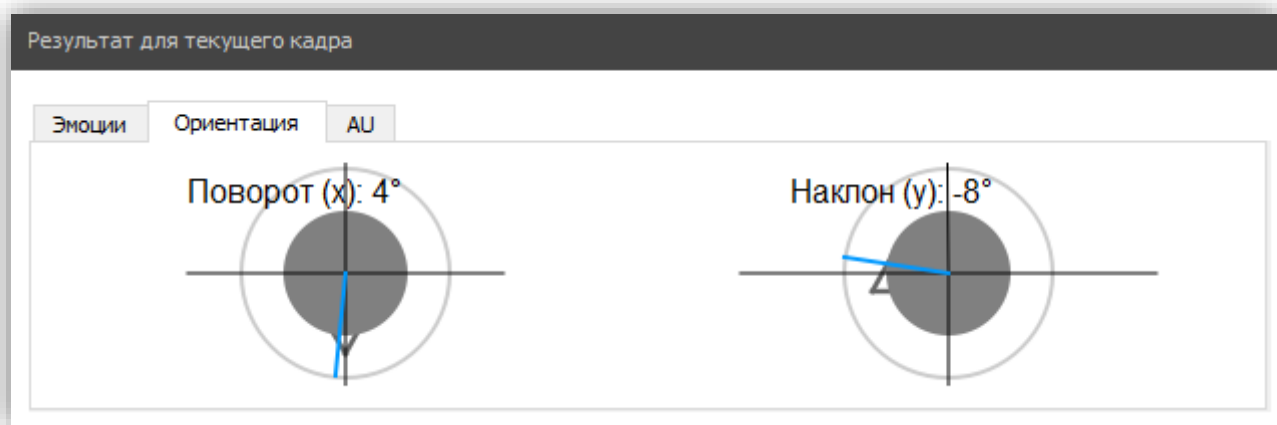 Результат для текущего кадра
Эмоции Ориентация AU
Поворот (x): 4° Наклон (y): -8°